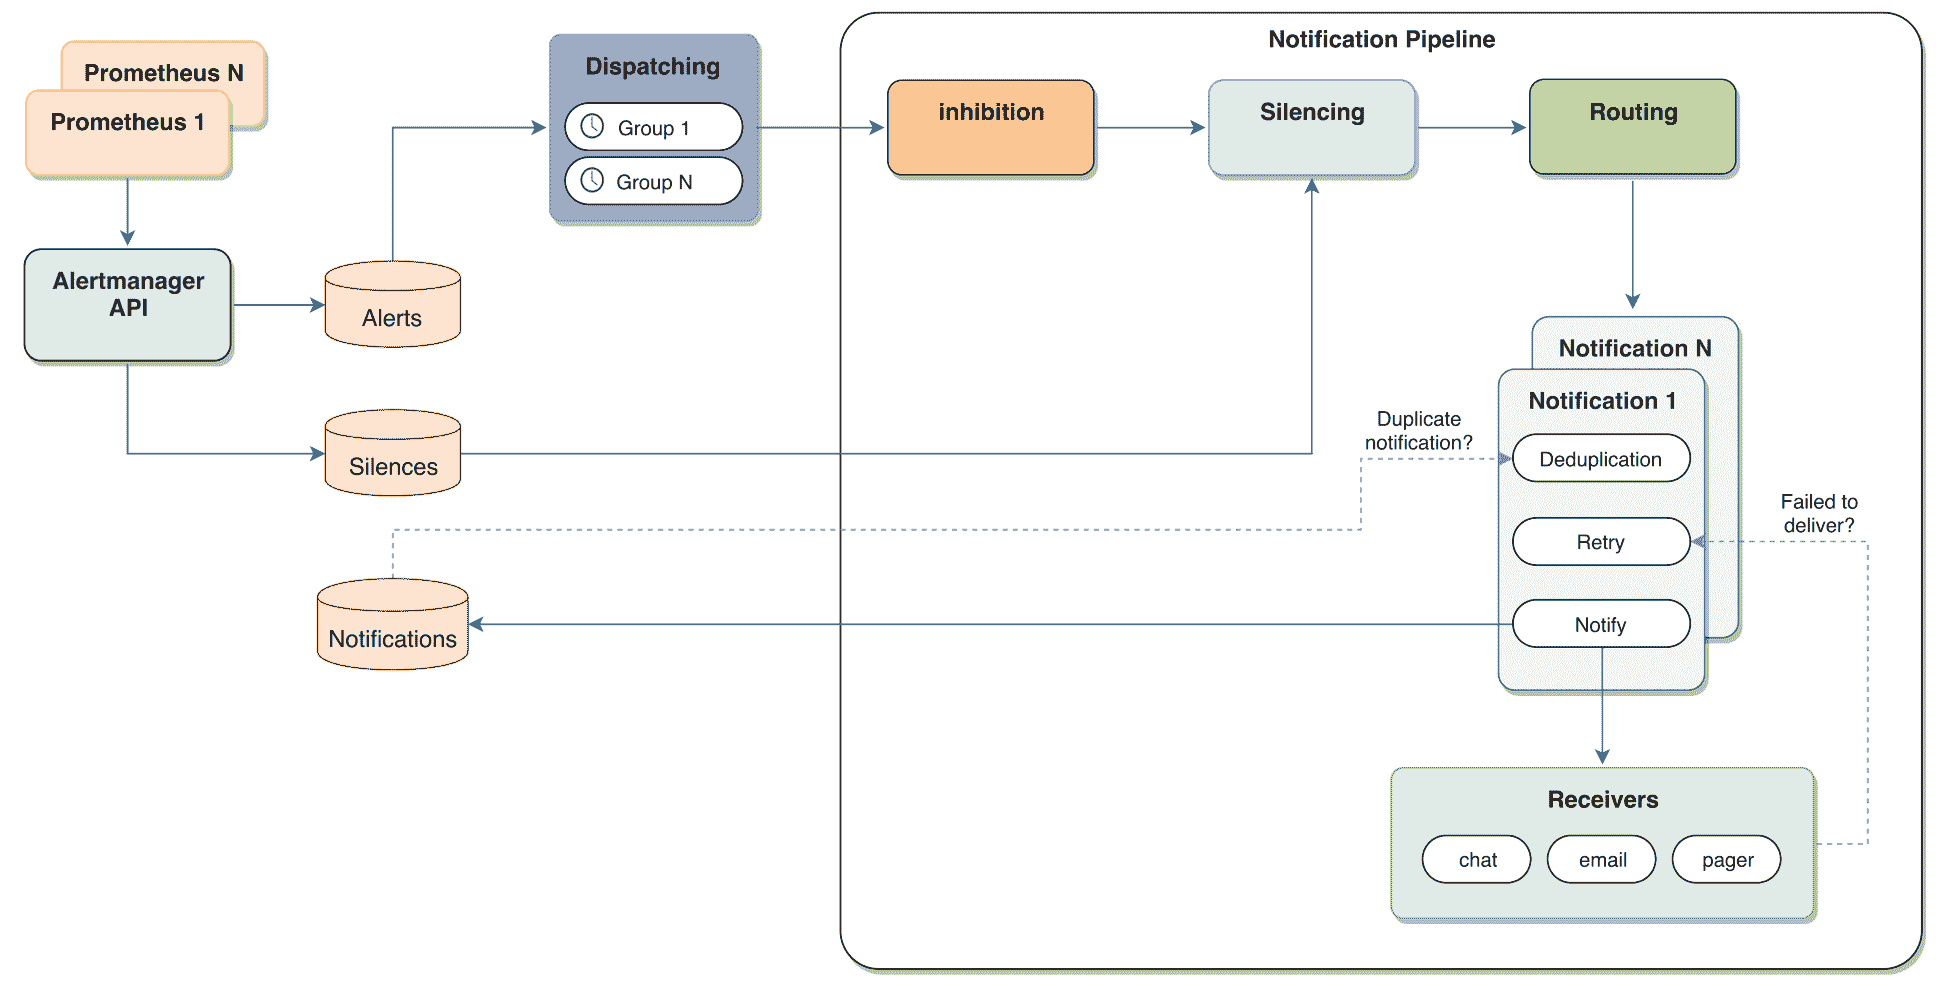 Prometheus N
Prometheus 1
Alertmanager
API
Alerts
Silences
Notifications
Dispatching
Group 1
Group N
Notification Pipeline
inhibition
Silencing
Routing
Notification N
Notification 1
Duplicate
notification?
Deduplication
Failed to
deliver?
Retry
Notify
Receivers
chat
email
pager